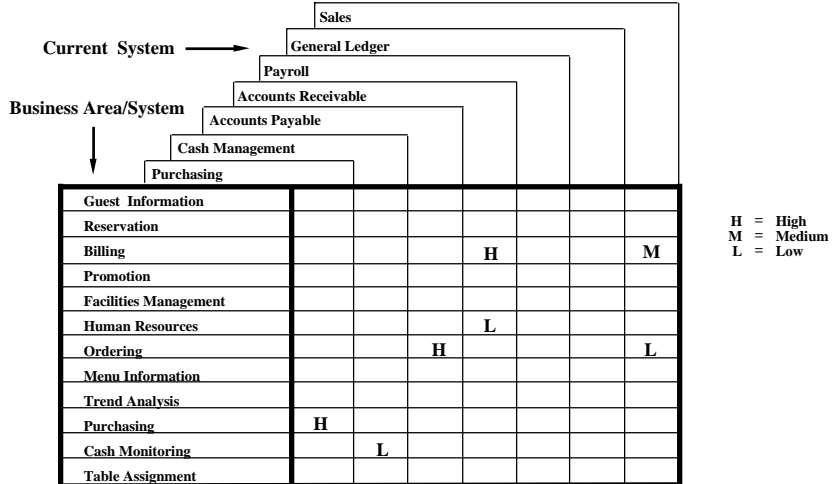 Sales
Current System
General Ledger
Payroll
Accounts Receivable
Business Area/System
Accounts Payable
Cash Management
Purchasing
Guest Information
Reservation
H = High
M = Medium
L = Low
Billing H M
Promotion
Facilities Management
Human Resources L
Ordering H L
Menu Information
Trend Analysis
Purchasing H
Cash Monitoring L
Table Assignment